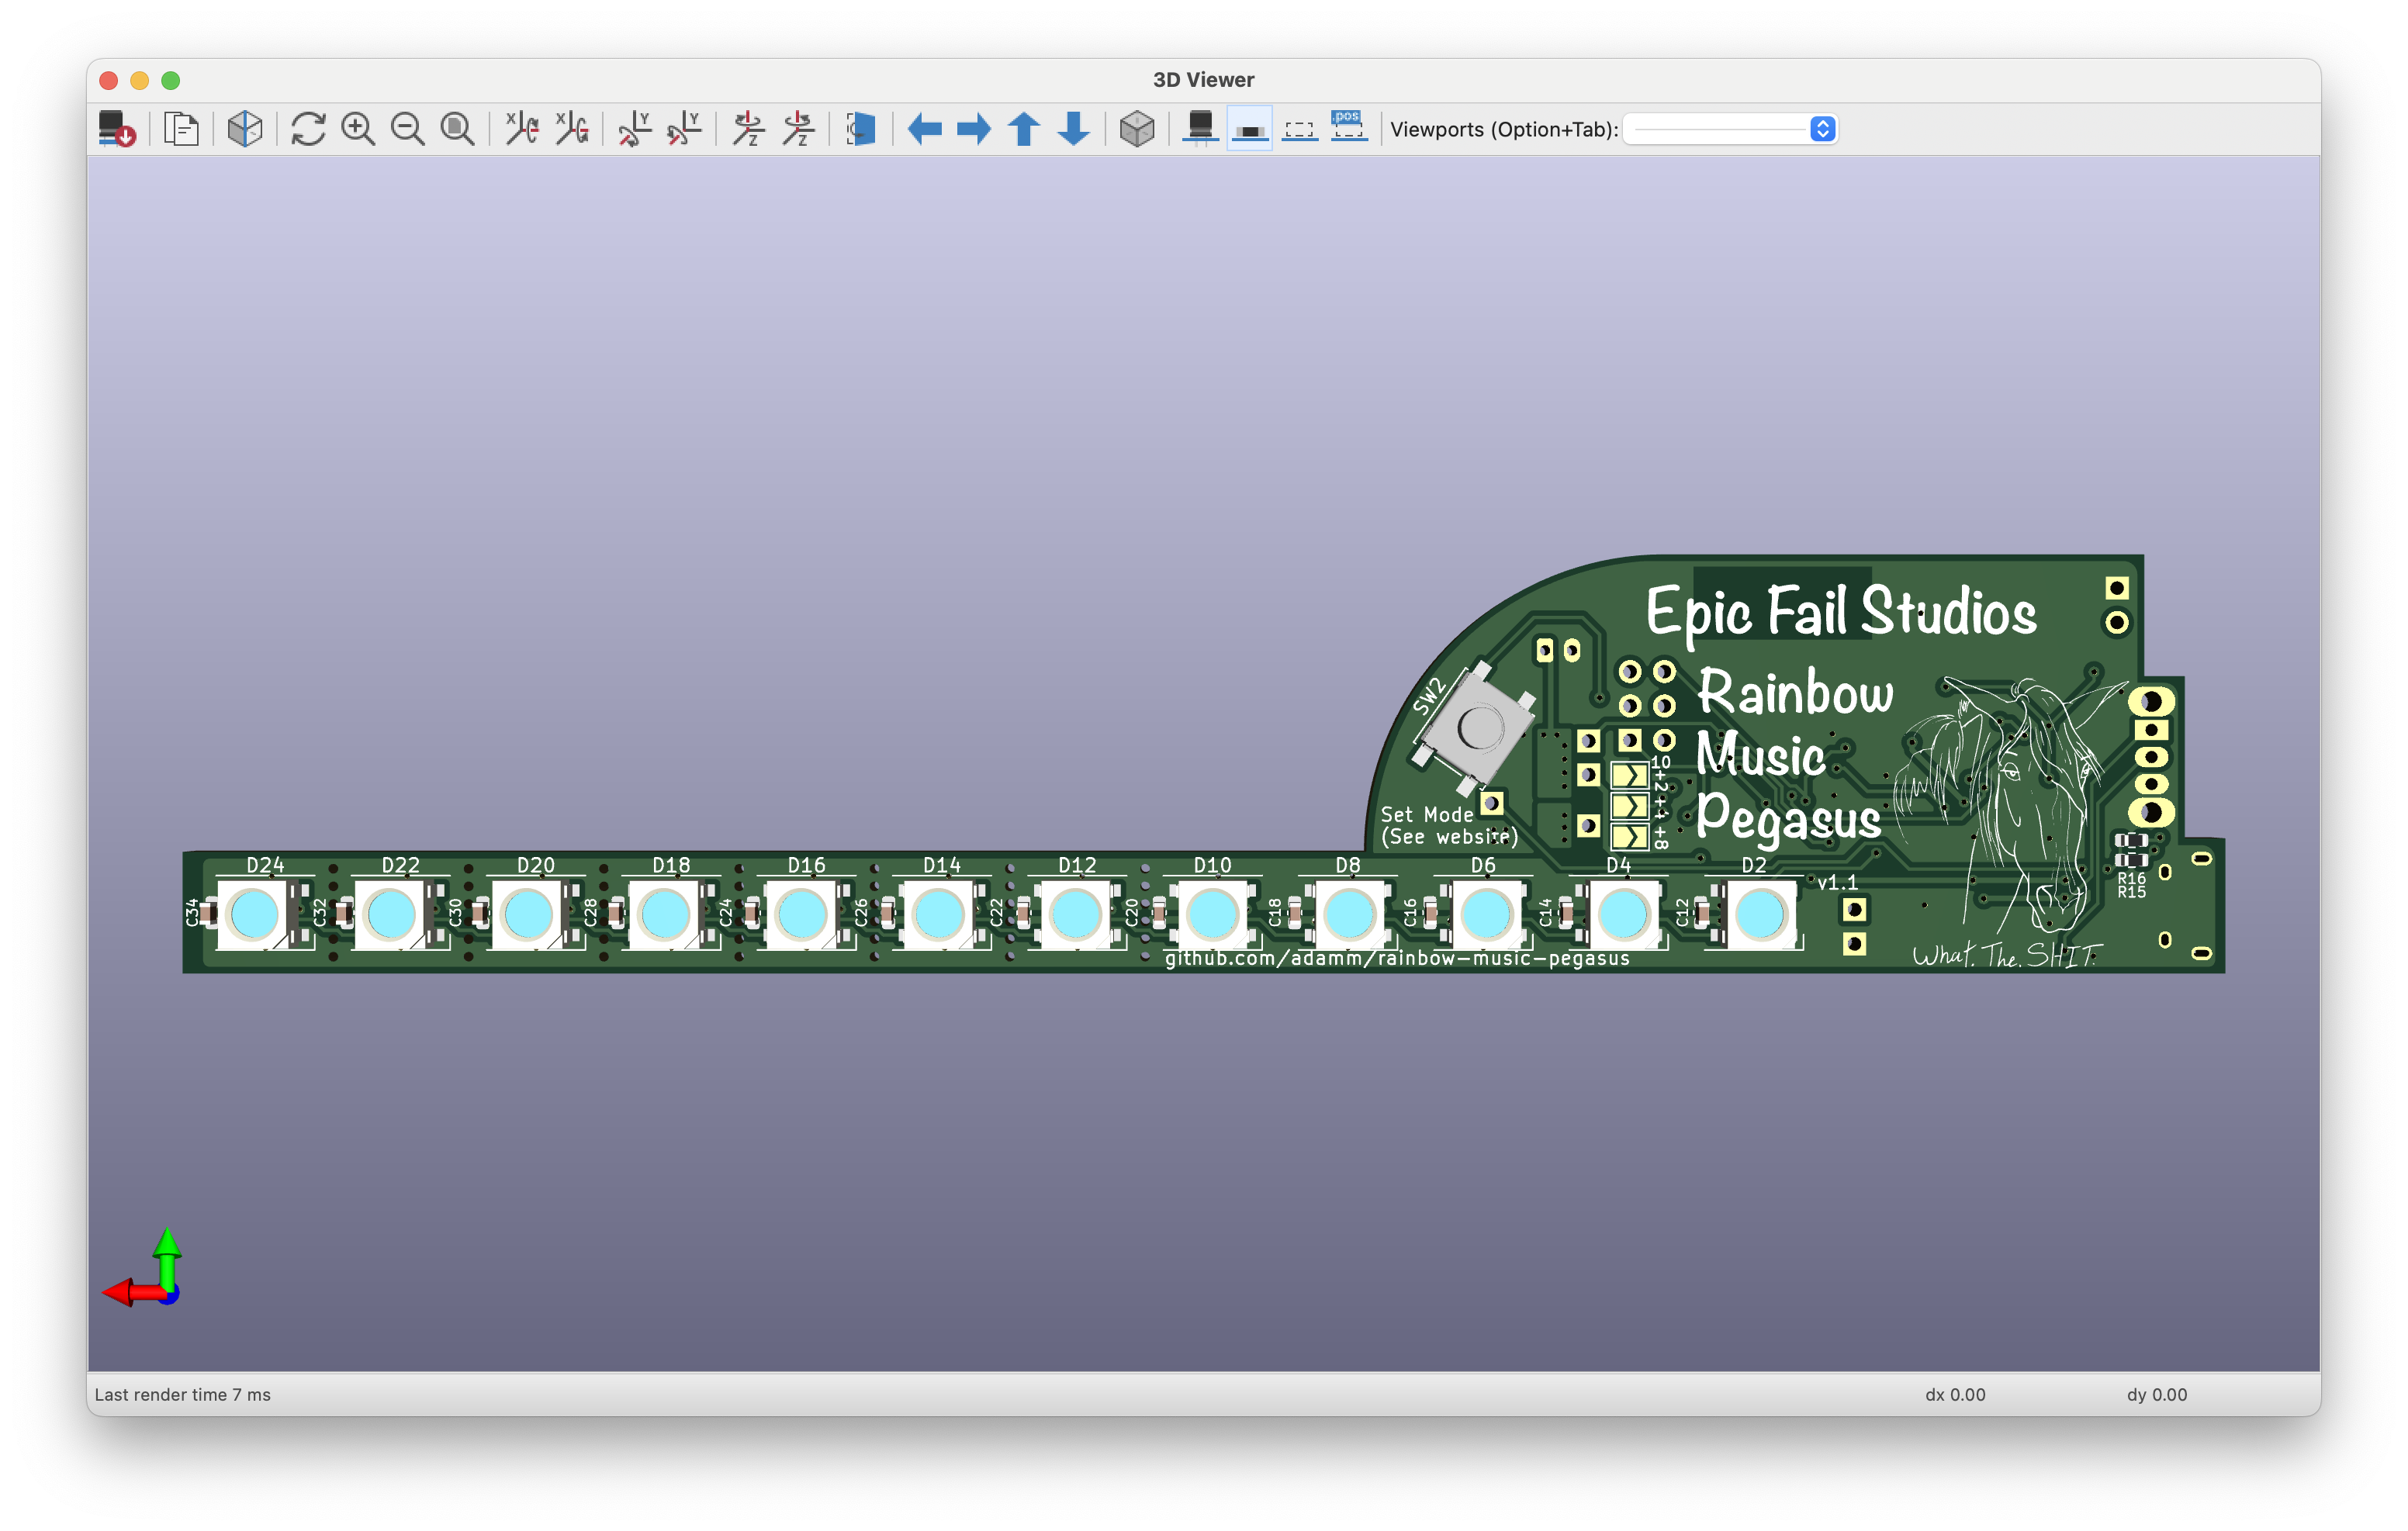 3D Viewer
X X Y Y Z Z .pos Viewports (Option+Tab):
Epic Fail Studios
Rainbow
Music
Pegasus
SW2
10
+2
+4
+8
Set Mode
(See website)
D24 D22 D20 D18 D16 D14 D12 D10 D8 D6 D4 D2
v1.1
C34 C32 C30 C28 C24 C26 C22 C20 C18 C16 C14 C12
R16
R15
github.com/adamm/rainbow-music-pegasus
What. The. SHIT.
Last render time 7 ms
dx 0.00
dy 0.00